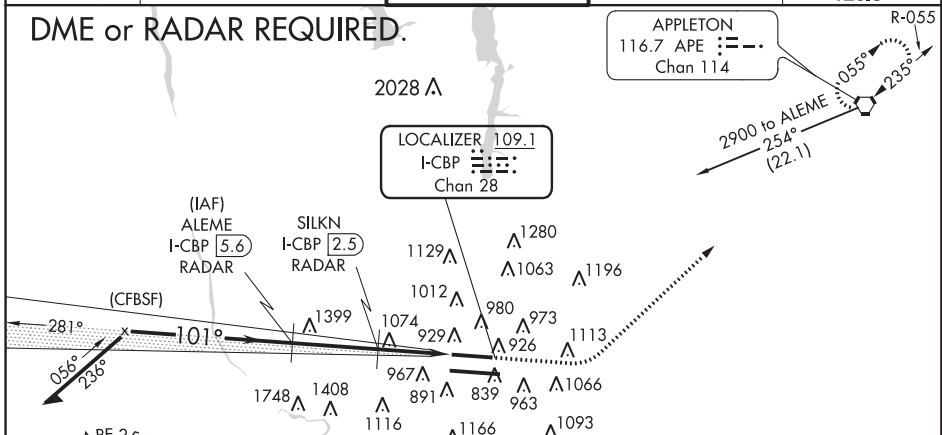 DME or RADAR REQUIRED.
APPLETON
116.7 APE
Chan 114
R-055
055°
235°
2900 to ALEME
254°
(22.1)
2028
LOCALIZER 109.1
I-CBP
Chan 28
(IAF)
ALEME
I-CBP 5.6
RADAR
SILKN
I-CBP 2.5
RADAR
1129
1280
1063
1196
1012
(CFBSF)
281°
101°
1399
1074
929
980
973
926
1113
056°
236°
967
891
839
963
1066
1748
1408
1116
1166
1093